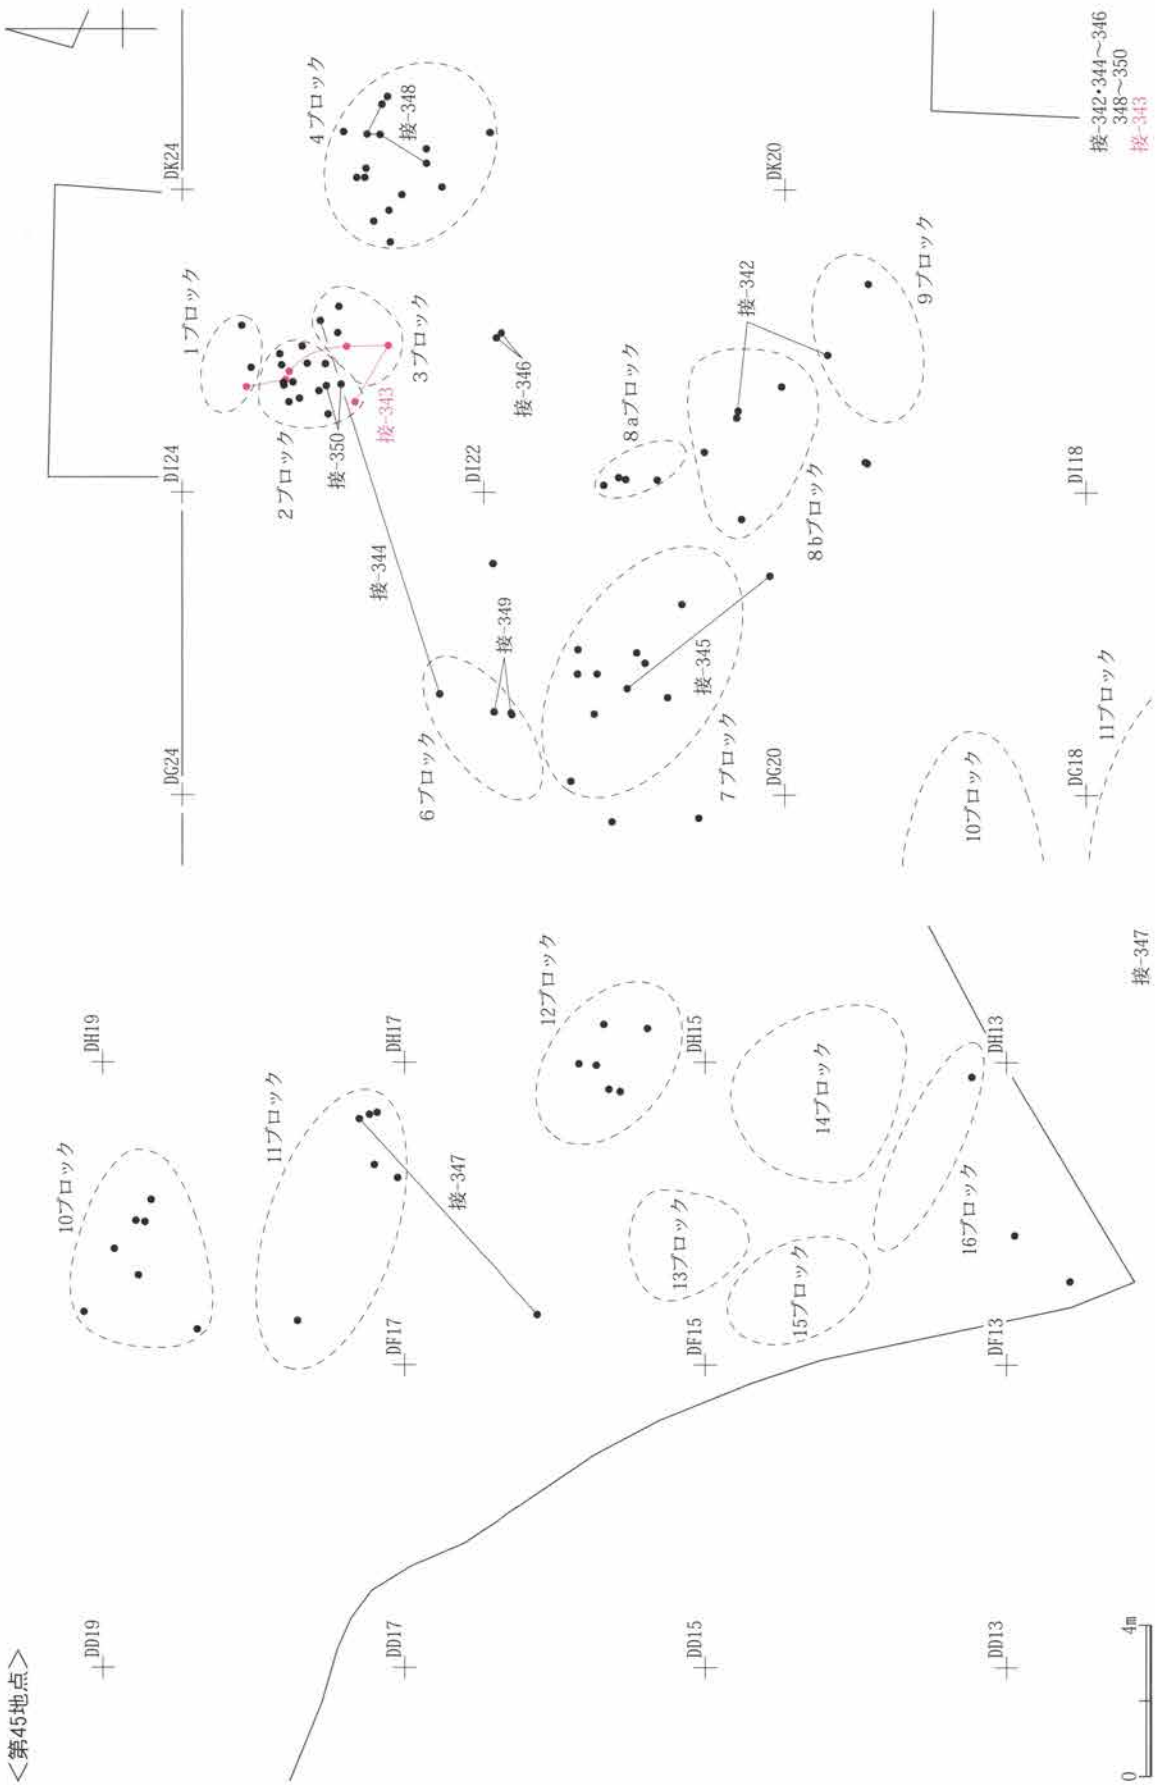 <第45地点>
DD19
DD17
DD15
DD13
DH19
DH17
DH15
DH13
DF17
DF15
DF13
10ブロック
11ブロック
接-347
12ブロック
13ブロック
14ブロック
15ブロック
16ブロック
接-347
0
4m
DG24
DI24
DK24
DI22
DG20
DK20
DG18
DI18
1ブロック
2ブロック
3ブロック
4ブロック
接-348
接-350
接-343
接-344
接-346
接-349
6ブロック
7ブロック
接-345
8aブロック
8bブロック
接-342
9ブロック
10ブロック
11ブロック
接-342・344～346
348～350
接-343